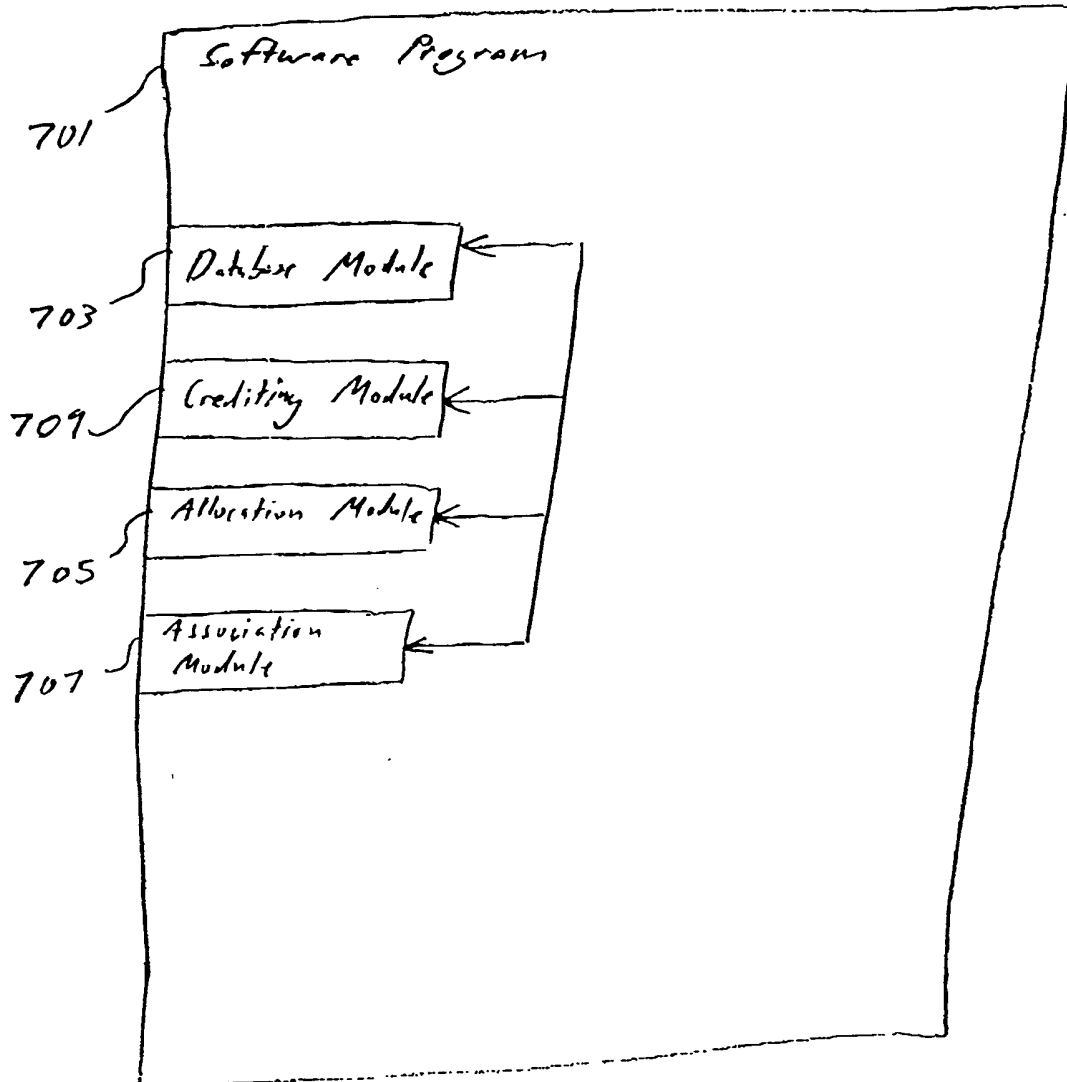 Software Program
701
Database Module
703
Crediting Module
709
Allocation Module
705
Association
Module
707